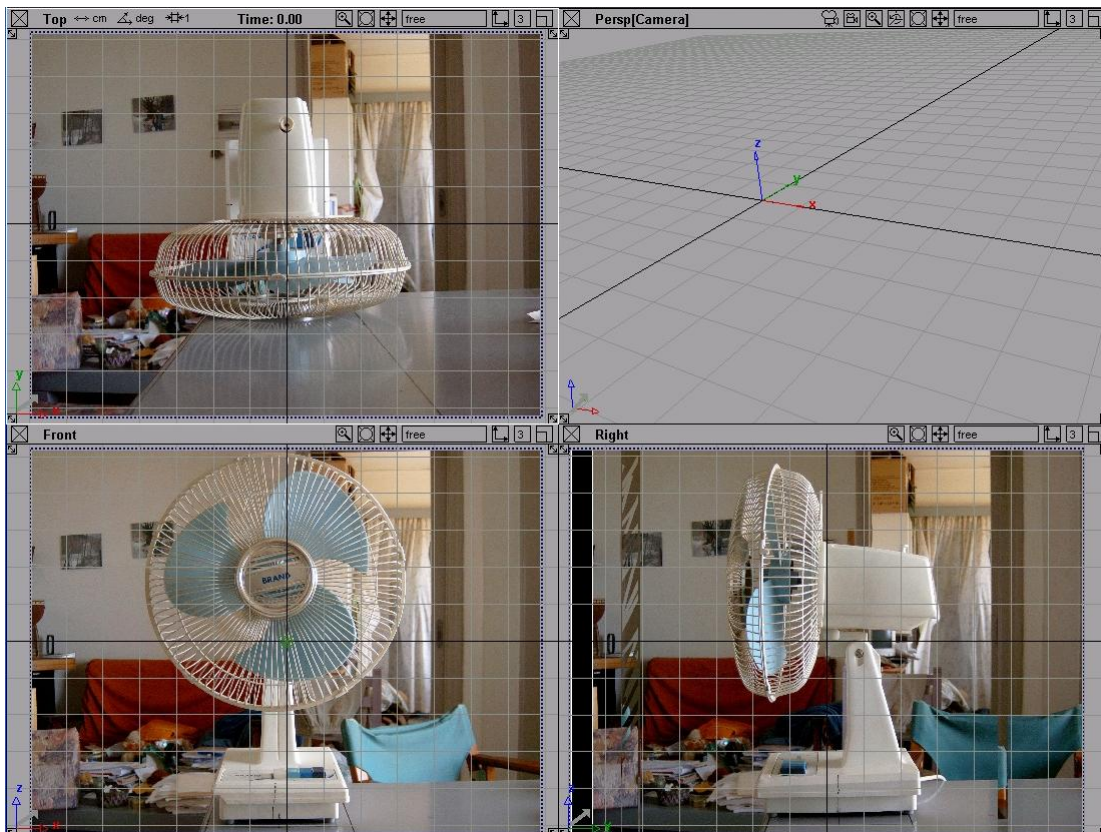 Top cm deg 1 Time: 0.00 free 3
Persp[Camera] free 3
y
x
z
y
x
Front free 3
Right free 3
BRAND
z
x
z
y